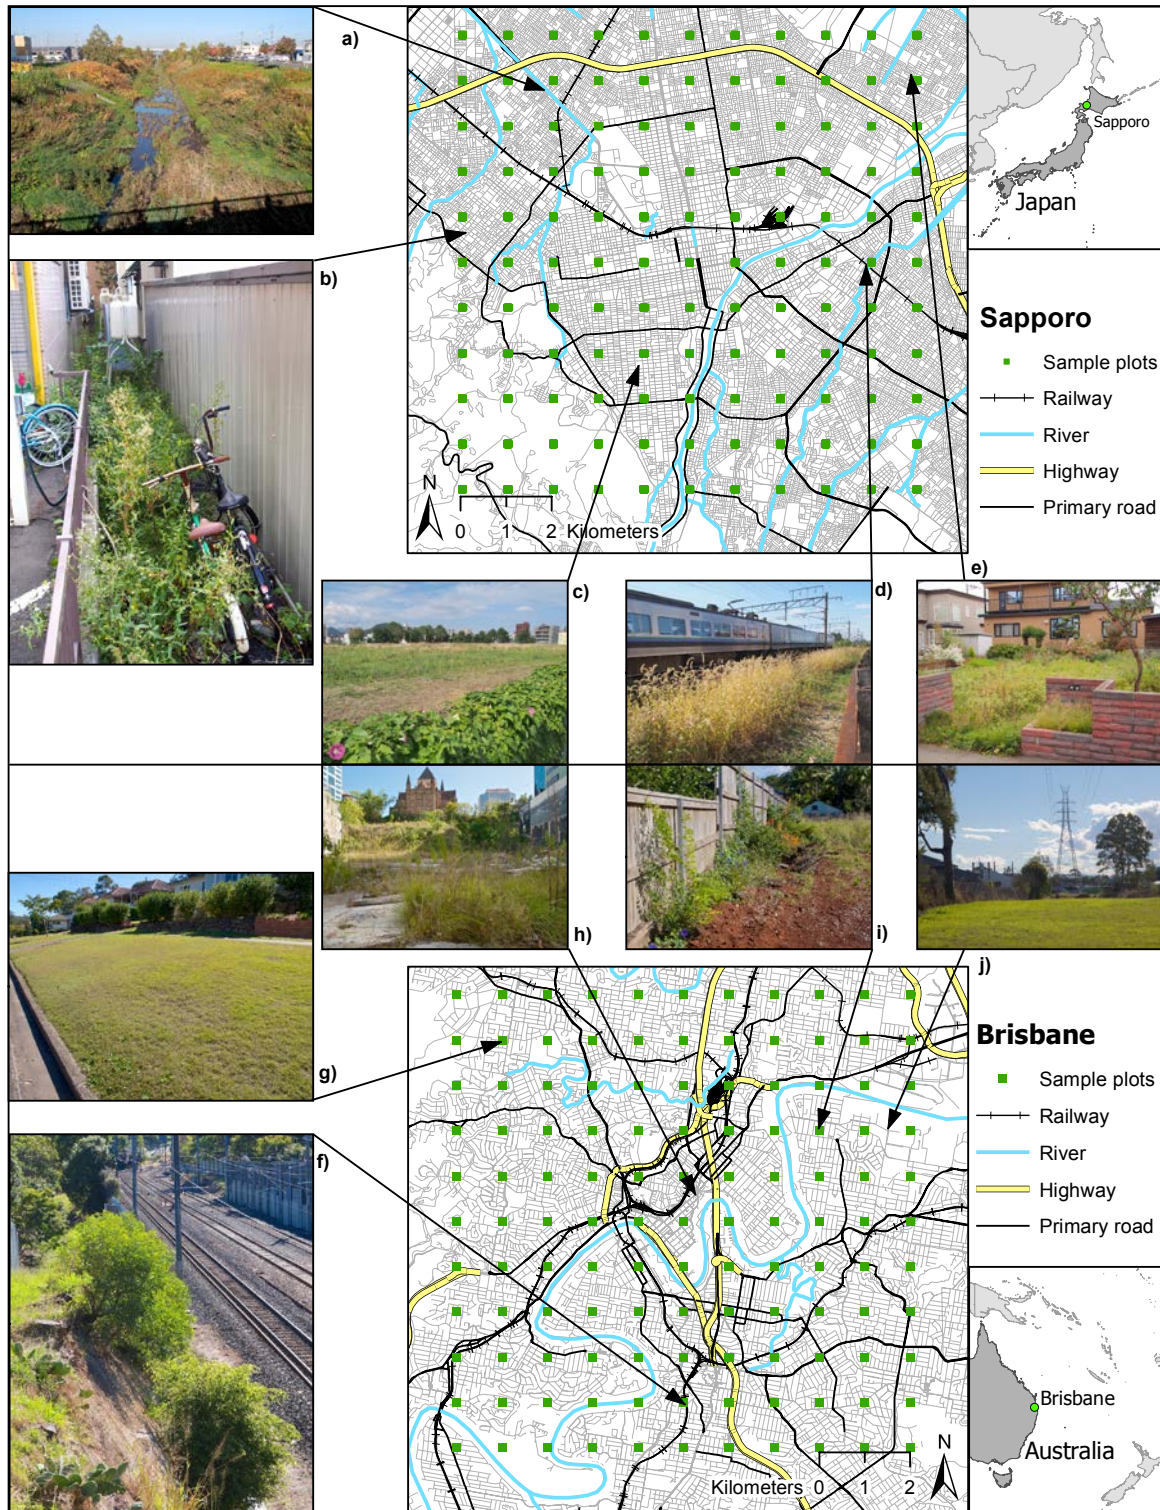 a)
Sapporo
Japan
b)
Sapporo
Sample plots
Railway
River
Highway
Primary road
N
0 1 2 Kilometers
c)
d)
e)
h)
i)
j)
g)
Brisbane
Sample plots
Railway
River
Highway
Primary road
f)
Brisbane
Australia
N
Kilometers 0 1 2